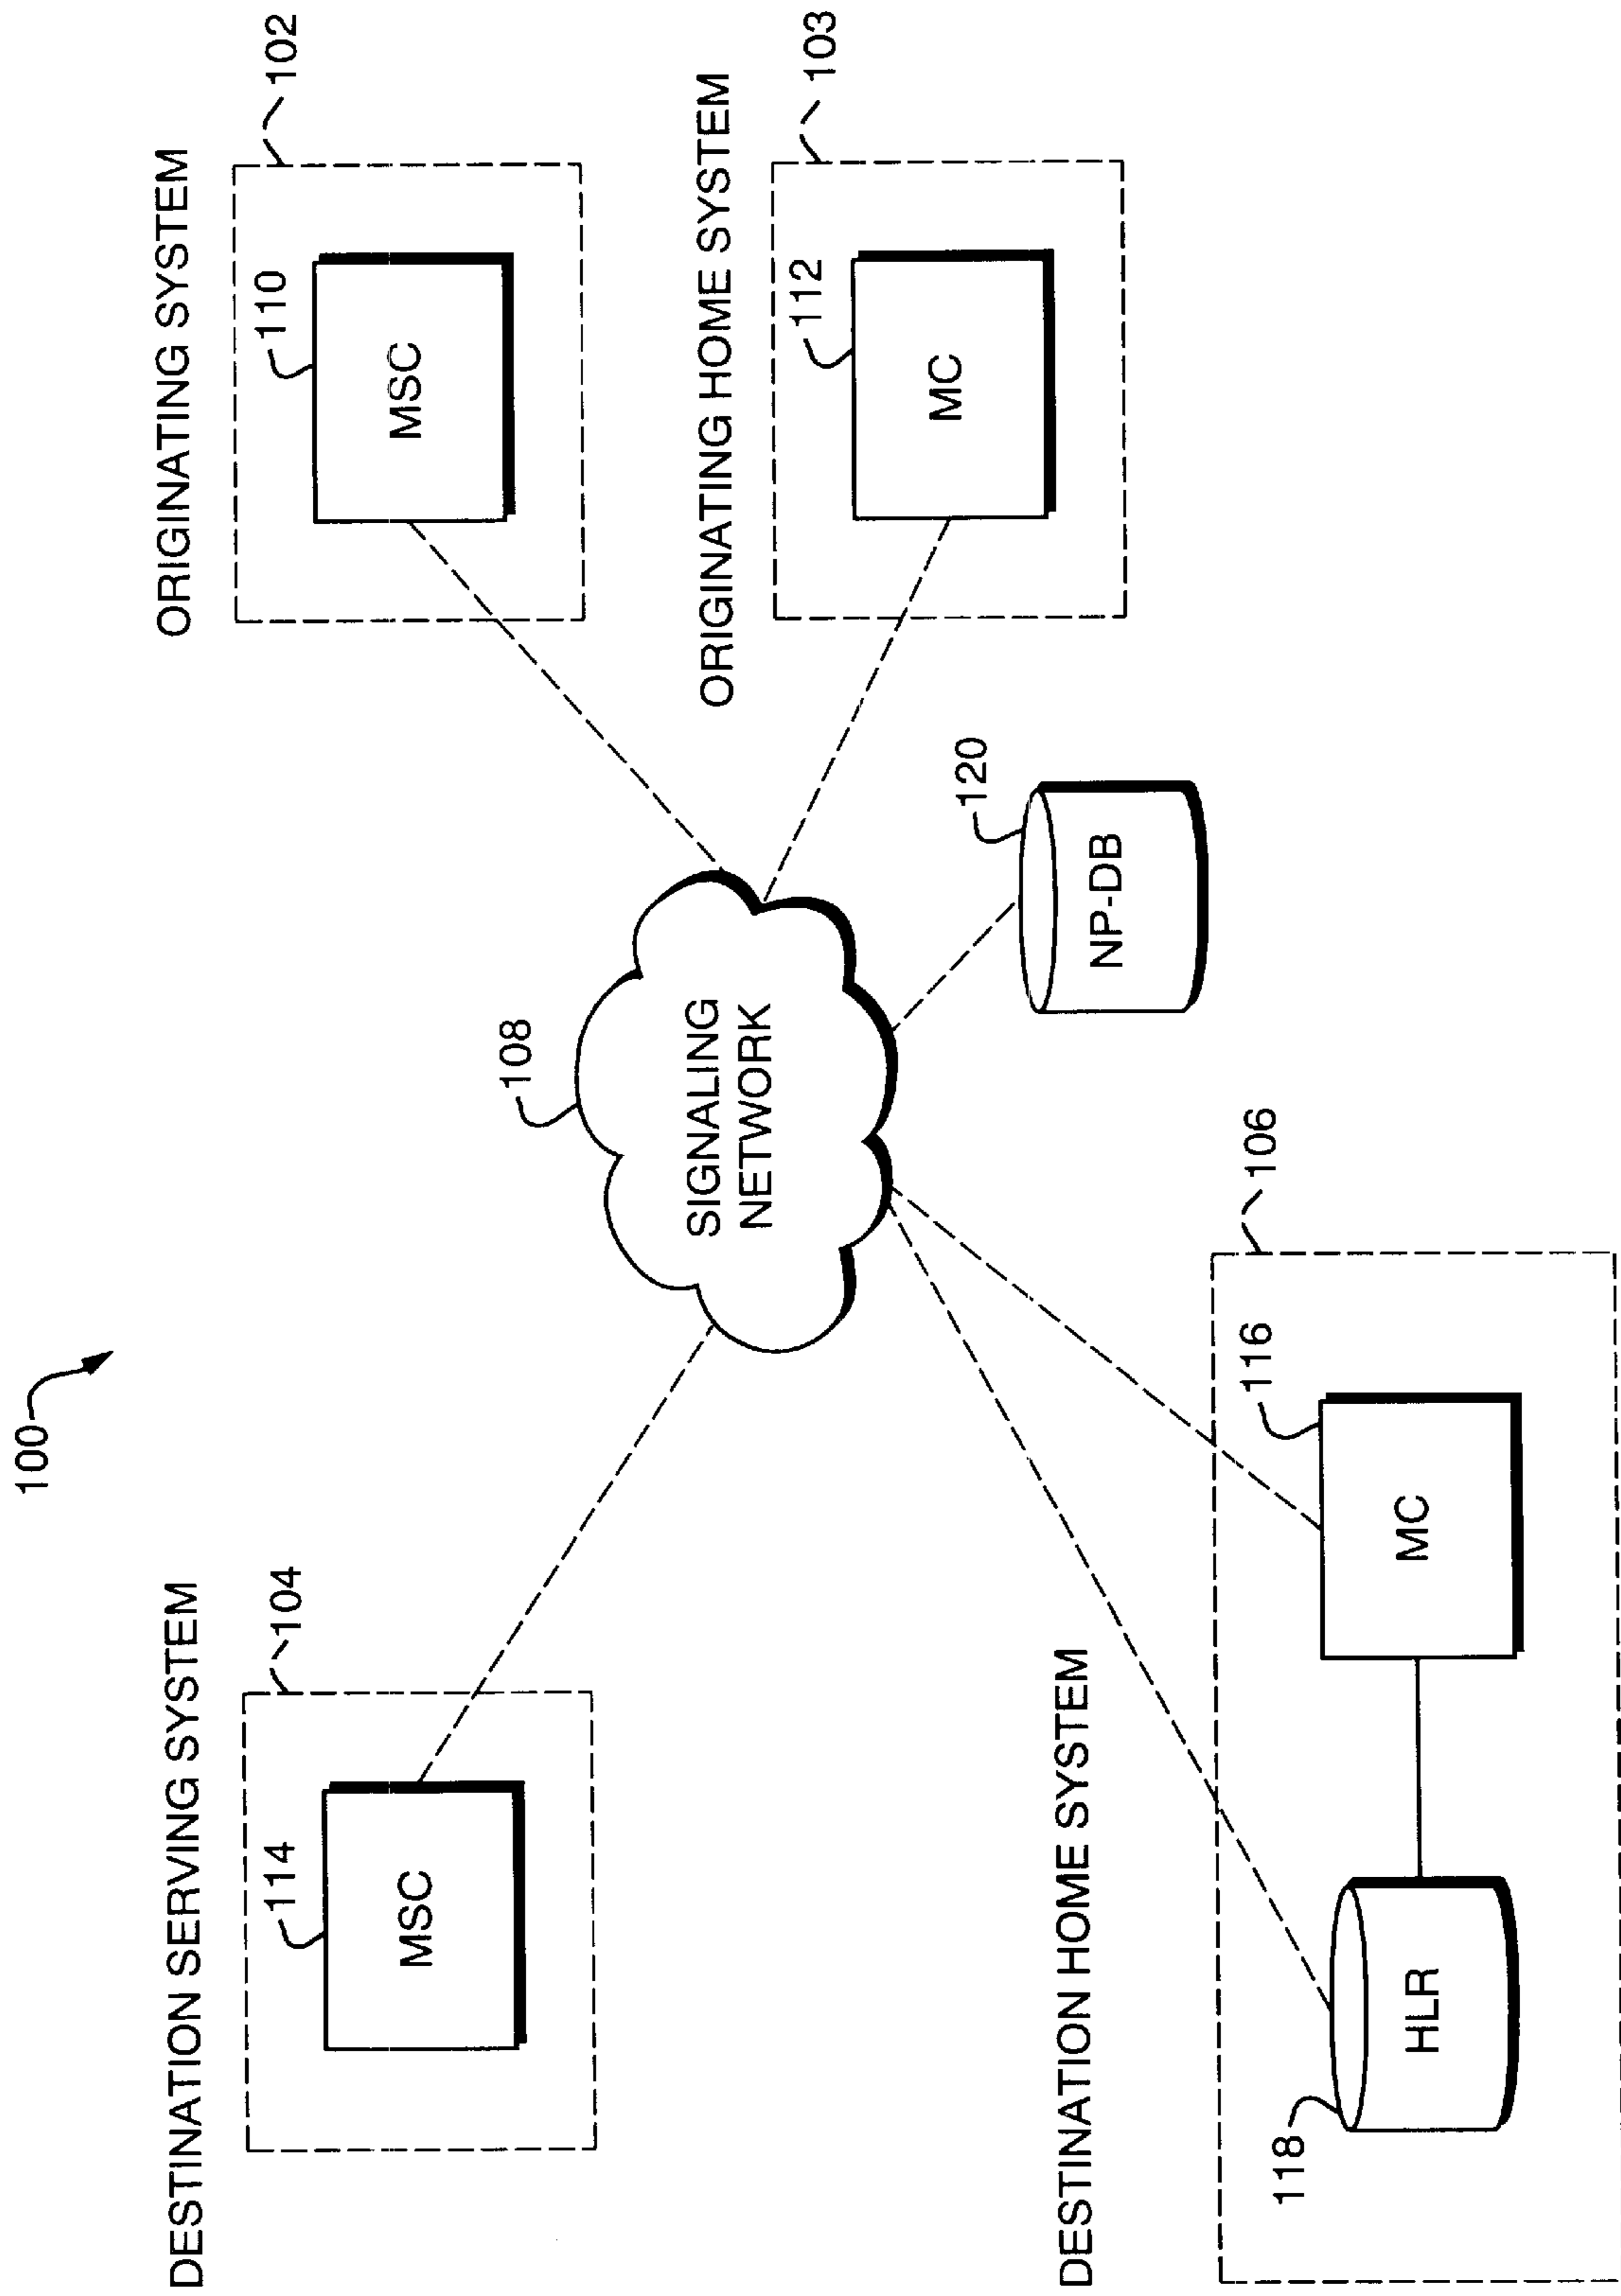 100
DESTINATION SERVING SYSTEM
104
114
MSC
ORIGINATING SYSTEM
102
110
MSC
108
SIGNALING
NETWORK
ORIGINATING HOME SYSTEM
103
112
MC
120
NP-DB
DESTINATION HOME SYSTEM
106
118
HLR
116
MC